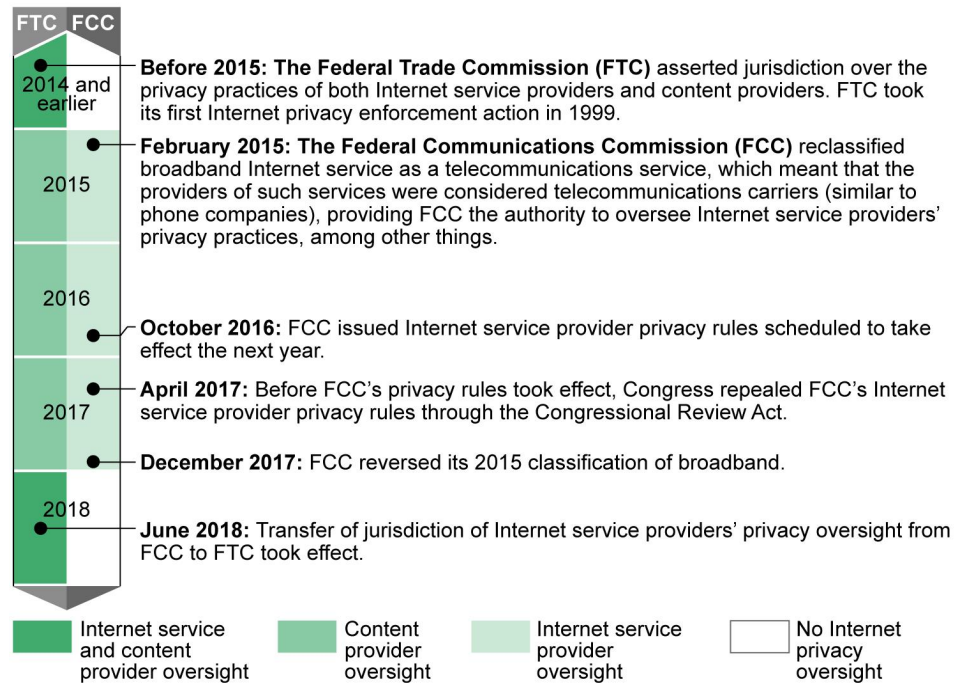 FTC FCC
2014 and
earlier
Before 2015: The Federal Trade Commission (FTC) asserted jurisdiction over the
privacy practices of both Internet service providers and content providers. FTC took
its first Internet privacy enforcement action in 1999.
2015
February 2015: The Federal Communications Commission (FCC) reclassified
broadband Internet service as a telecommunications service, which meant that the
providers of such services were considered telecommunications carriers (similar to
phone companies), providing FCC the authority to oversee Internet service providers’
privacy practices, among other things.
2016
October 2016: FCC issued Internet service provider privacy rules scheduled to take
effect the next year.
2017
April 2017: Before FCC’s privacy rules took effect, Congress repealed FCC’s Internet
service provider privacy rules through the Congressional Review Act.
December 2017: FCC reversed its 2015 classification of broadband.
2018
June 2018: Transfer of jurisdiction of Internet service providers’ privacy oversight from
FCC to FTC took effect.
Internet service
and content
provider oversight
Content
provider
oversight
Internet service
provider
oversight
No Internet
privacy
oversight